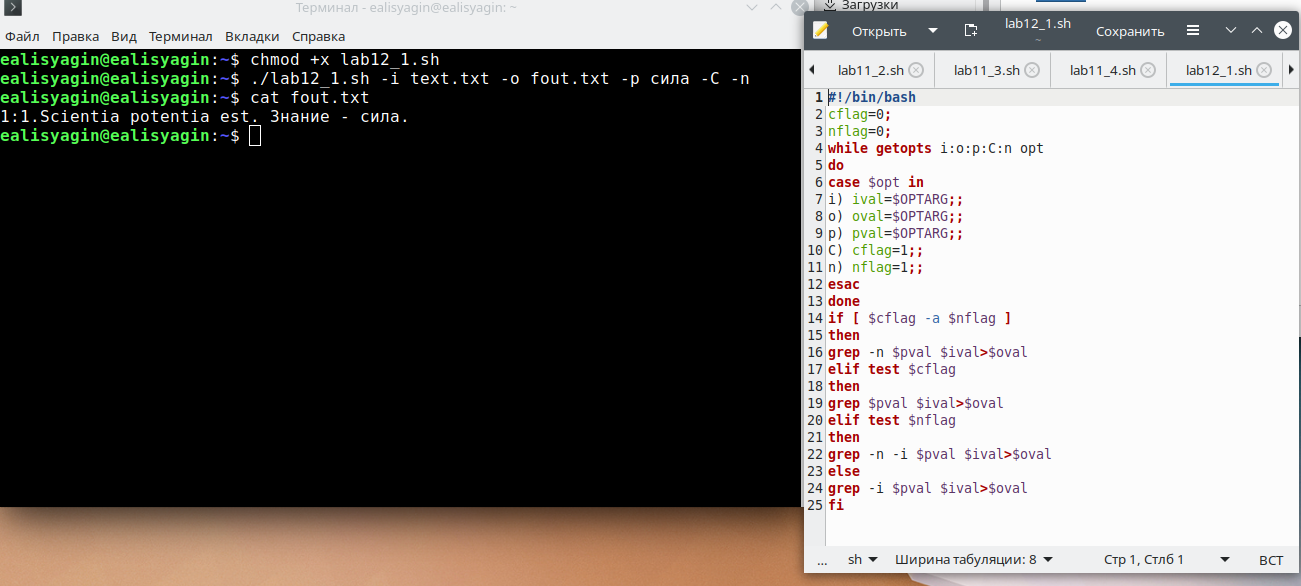 Терминал - ealisyagin@ealisyagin: ~
Файл Правка Вид Терминал Вкладки Справка
ealisyagin@ealisyagin:~$ chmod +x lab12_1.sh
ealisyagin@ealisyagin:~$ ./lab12_1.sh -i text.txt -o fout.txt -p сила -C -n
ealisyagin@ealisyagin:~$ cat fout.txt
1:1.Scientia potentia est. Знание - сила.
ealisyagin@ealisyagin:~$
Загрузки
Открыть lab12_1.sh Сохранить
~
lab11_2.sh lab11_3.sh lab11_4.sh lab12_1.sh
1 #!/bin/bash
2 cflag=0;
3 nflag=0;
4 while getopts i:o:p:C:n opt
5 do
6 case $opt in
7 i) ival=$OPTARG;;
8 o) oval=$OPTARG;;
9 p) pval=$OPTARG;;
10 C) cflag=1;;
11 n) nflag=1;;
12 esac
13 done
14 if [ $cflag -a $nflag ]
15 then
16 grep -n $pval $ival>$oval
17 elif test $cflag
18 then
19 grep $pval $ival>$oval
20 elif test $nflag
21 then
22 grep -n -i $pval $ival>$oval
23 else
24 grep -i $pval $ival>$oval
25 fi
... sh Ширина табуляции: 8 Стр 1, Стлб 1 ВСТ